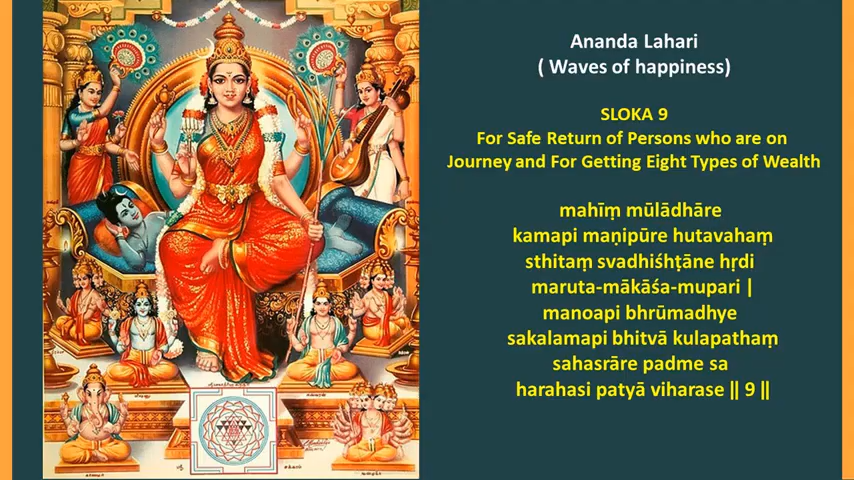 Ananda Lahari
( Waves of happiness)
SLOKA 9
For Safe Return of Persons who are on
Journey and For Getting Eight Types of Wealth
mahīṃ mūlādhāre
kamapi maṇipūre hutavahaṃ
sthitaṃ svadhiśhṭāne hṛdi
maruta-mākāśa-mupari |
manoapi bhrūmadhye
sakalamapi bhitvā kulapathaṃ
sahasrāre padme sa
harahasi patyā viharase || 9 ||